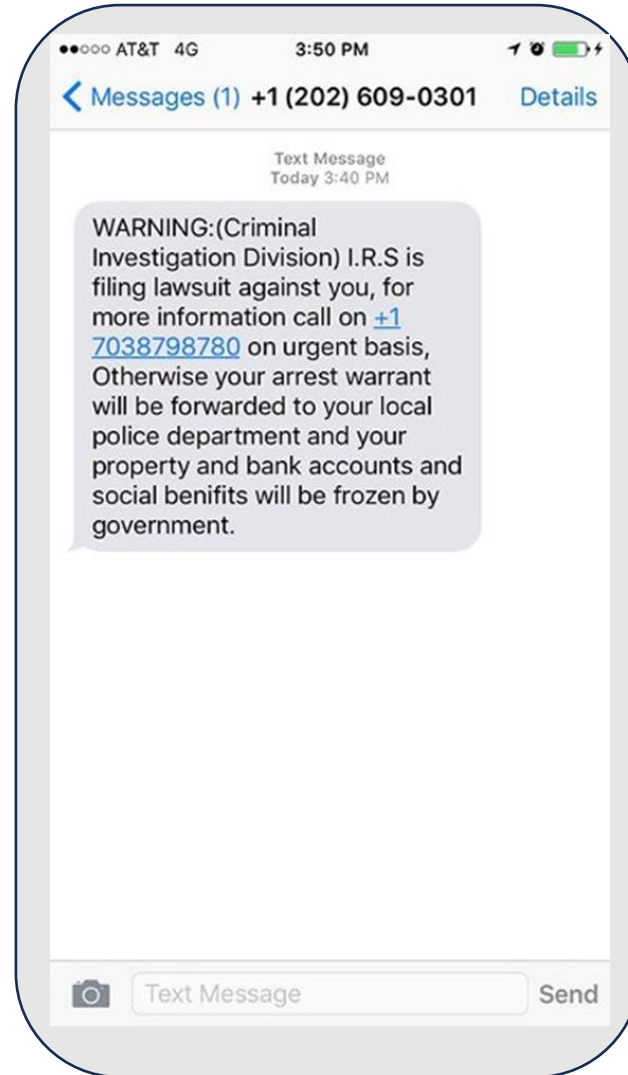 AT&T 4G 3:50 PM
Messages (1) +1 (202) 609-0301 Details
Text Message
Today 3:40 PM
WARNING:(Criminal
Investigation Division) I.R.S is
filing lawsuit against you, for
more information call on +1
7038798780 on urgent basis,
Otherwise your arrest warrant
will be forwarded to your local
police department and your
property and bank accounts and
social benifits will be frozen by
government.
Text Message Send